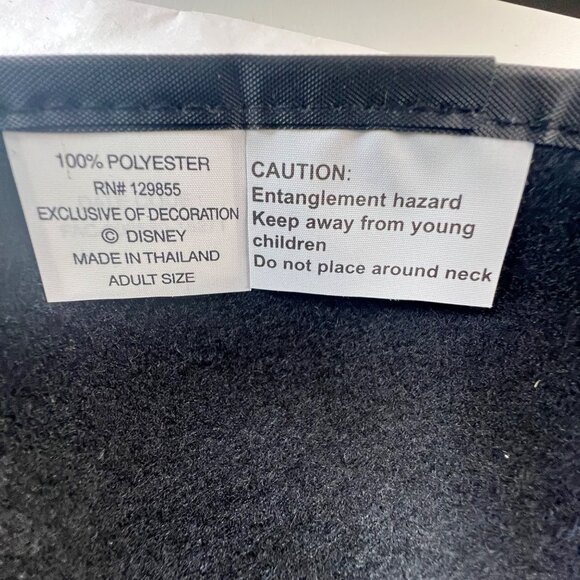 100% POLYESTER
RN# 129855
EXCLUSIVE OF DECORATION
© DISNEY
MADE IN THAILAND
ADULT SIZE
CAUTION:
Entanglement hazard
Keep away from young
children
Do not place around neck